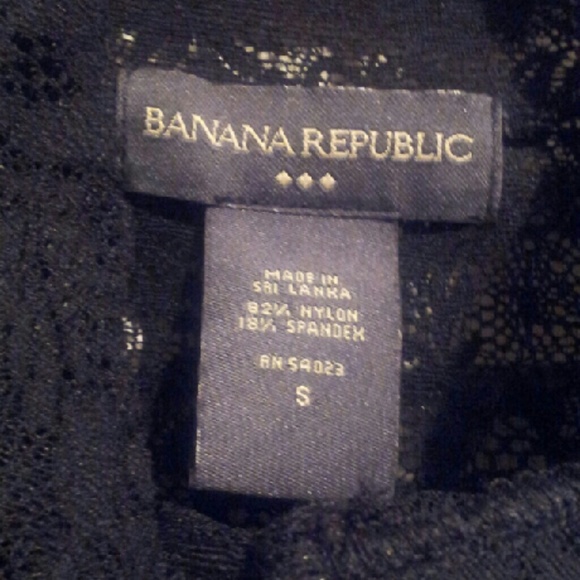 BANANA REPUBLIC
MADE IN
SRI LANKA
82% NYLON
18% SPANDEX
RN 54023
S